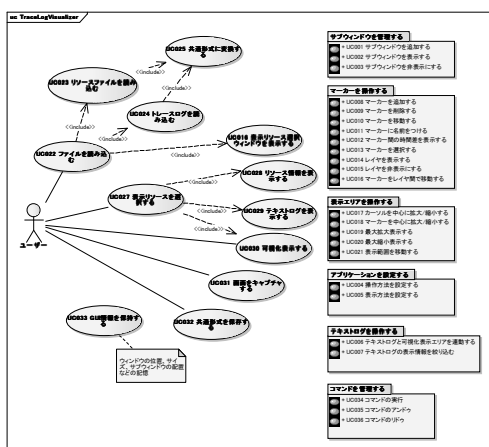 uc TraceLogVisualizer
UC025 共通形式に変換する
<<include>>
<<include>>
UC023 リソースファイルを読み
込む
UC024 トレースログを読
み込む
<<include>>
<<include>>
UC022 ファイルを読み込
む
<<include>>
UC016 表示リソース選択
ウィンドウを表示する
UC028 リソース情報を表
示する
<<include>>
UC027 表示リソースを選
択する
<<include>>
UC029 テキストログを表
示する
<<include>>
UC030 可視化表示する
ユーザー
UC031 画面をキャプチャ
する
UC032 共通形式を保存す
る
UC033 GUI情報を保持す
る
ウィンドウの位置、サイ
ズ、サブウィンドウの配置
などの記憶
サブウィンドウを管理する
+ UC001 サブウィンドウを追加する
+ UC002 サブウィンドウを表示する
+ UC003 サブウィンドウを非表示にする
マーカーを操作する
+ UC008 マーカーを追加する
+ UC009 マーカーを削除する
+ UC010 マーカーを移動する
+ UC011 マーカーに名前をつける
+ UC012 マーカー間の時間差を表示する
+ UC013 マーカーを選択する
+ UC014 レイヤを表示する
+ UC015 レイヤを非表示にする
+ UC016 マーカーをレイヤ間で移動する
表示エリアを操作する
+ UC017 カーソルを中心に拡大/縮小する
+ UC018 マーカーを中心に拡大/縮小する
+ UC019 最大拡大表示する
+ UC020 最大縮小表示する
+ UC021 表示範囲を移動する
アプリケーションを設定する
+ UC004 操作方法を設定する
+ UC005 表示方法を設定する
テキストログを操作する
+ UC006 テキストログと可視化表示エリアを連動する
+ UC007 テキストログの表示情報を絞り込む
コマンドを管理する
+ UC034 コマンドの実行
+ UC035 コマンドのアンドゥ
+ UC036 コマンドのリドゥ